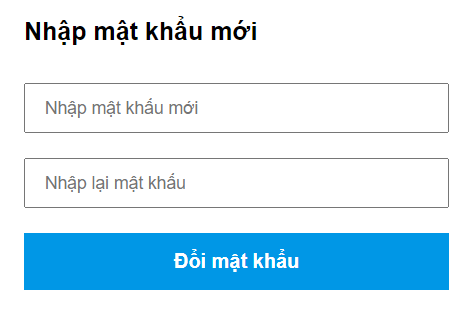 Nhập mật khẩu mới
Nhập mật khẩu mới
Nhập lại mật khẩu
Đổi mật khẩu